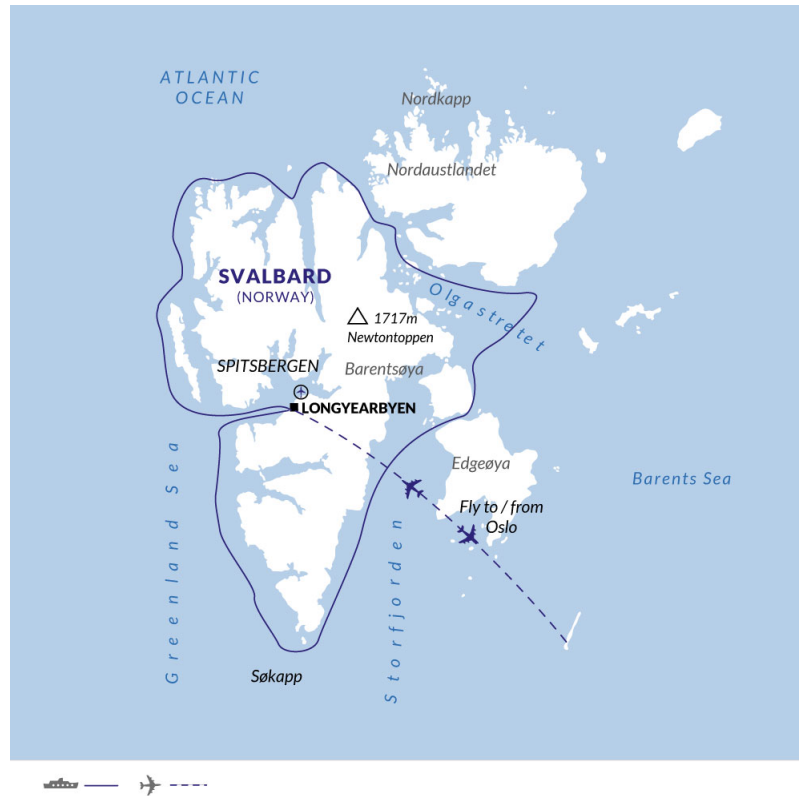 ATLANTIC
OCEAN
Nordkapp
Nordaustlandet
SVALBARD
(NORWAY)
Olgastretet
1717m
Newtontoppen
SPITSBERGEN
Barentsøya
LONGYEARBYEN
Edgeøya
Barents Sea
Fly to / from
Oslo
Greenland Sea
Storfjorden
Søkapp